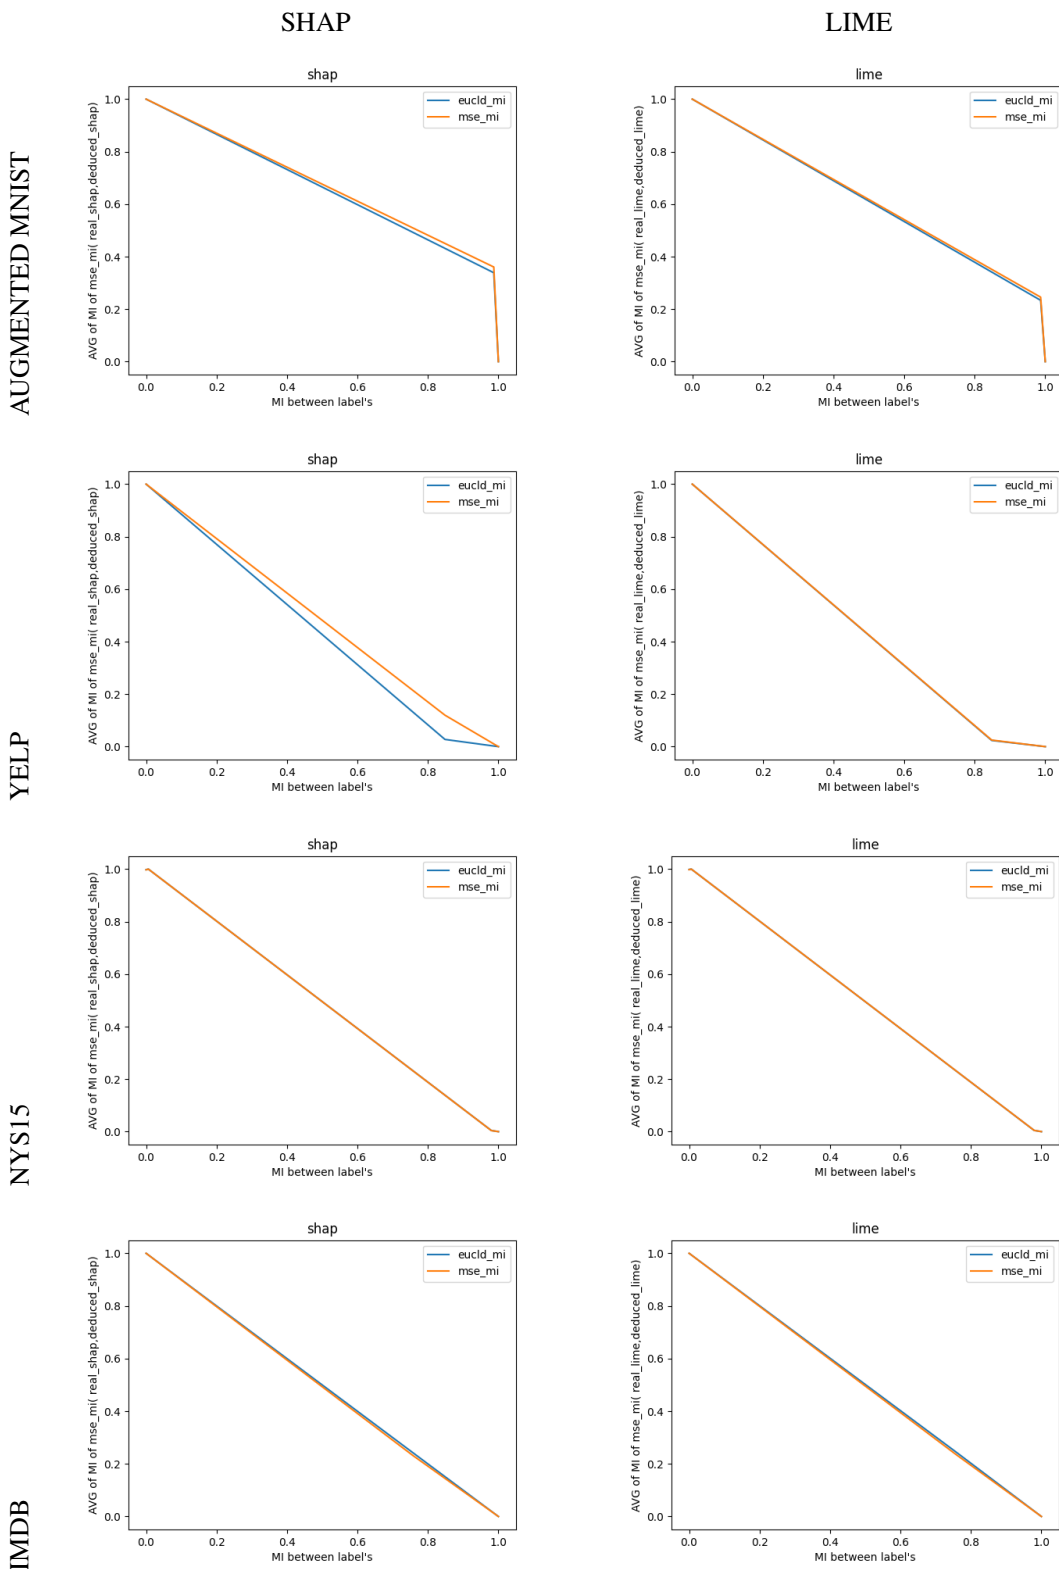 SHAP
LIME
AUGMENTED MNIST
shap
AVG of MI of mse_mi( real_shap,deduced_shap)
1.0
0.8
0.6
0.4
0.2
0.0
eucld_mi
mse_mi
0.0 0.2 0.4 0.6 0.8 1.0
MI between label's
lime
AVG of MI of mse_mi( real_lime,deduced_lime)
1.0
0.8
0.6
0.4
0.2
0.0
eucld_mi
mse_mi
0.0 0.2 0.4 0.6 0.8 1.0
MI between label's
YELP
shap
AVG of MI of mse_mi( real_shap,deduced_shap)
1.0
0.8
0.6
0.4
0.2
0.0
eucld_mi
mse_mi
0.0 0.2 0.4 0.6 0.8 1.0
MI between label's
lime
AVG of MI of mse_mi( real_lime,deduced_lime)
1.0
0.8
0.6
0.4
0.2
0.0
eucld_mi
mse_mi
0.0 0.2 0.4 0.6 0.8 1.0
MI between label's
NYS15
shap
AVG of MI of mse_mi( real_shap,deduced_shap)
1.0
0.8
0.6
0.4
0.2
0.0
eucld_mi
mse_mi
0.0 0.2 0.4 0.6 0.8 1.0
MI between label's
lime
AVG of MI of mse_mi( real_lime,deduced_lime)
1.0
0.8
0.6
0.4
0.2
0.0
eucld_mi
mse_mi
0.0 0.2 0.4 0.6 0.8 1.0
MI between label's
IMDB
shap
AVG of MI of mse_mi( real_shap,deduced_shap)
1.0
0.8
0.6
0.4
0.2
0.0
eucld_mi
mse_mi
0.0 0.2 0.4 0.6 0.8 1.0
MI between label's
lime
AVG of MI of mse_mi( real_lime,deduced_lime)
1.0
0.8
0.6
0.4
0.2
0.0
eucld_mi
mse_mi
0.0 0.2 0.4 0.6 0.8 1.0
MI between label's